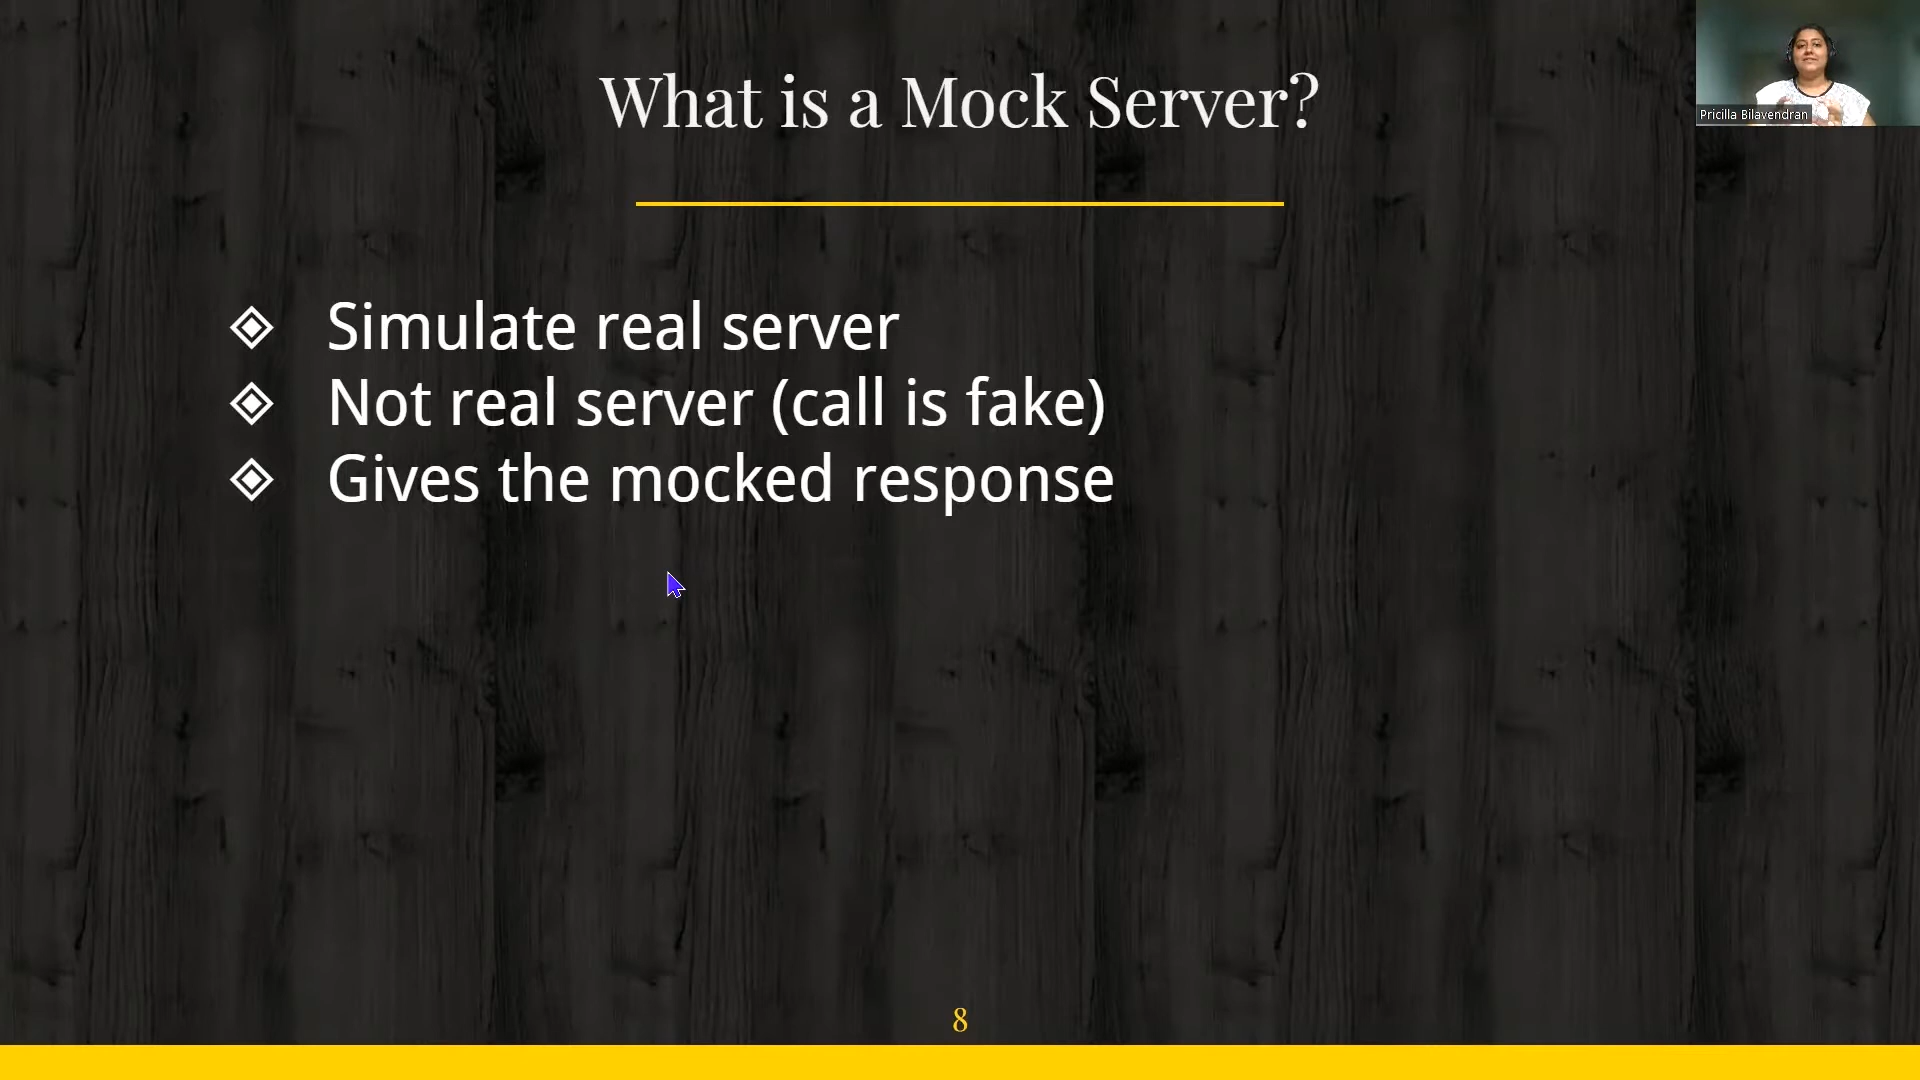 What is a Mock Server?
Pricilla Bilavendran
Simulate real server
Not real server (call is fake)
Gives the mocked response
8